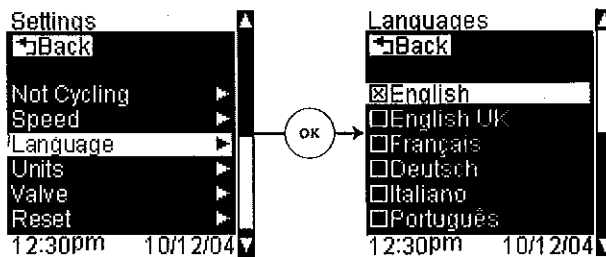 Settings
Back
Not Cycling
Speed
Language
Units
Valve
Reset
12:30pm 10/12/04
OK
Languages
Back
English
English UK
Français
Deutsch
Italiano
Português
12:30pm 10/12/04